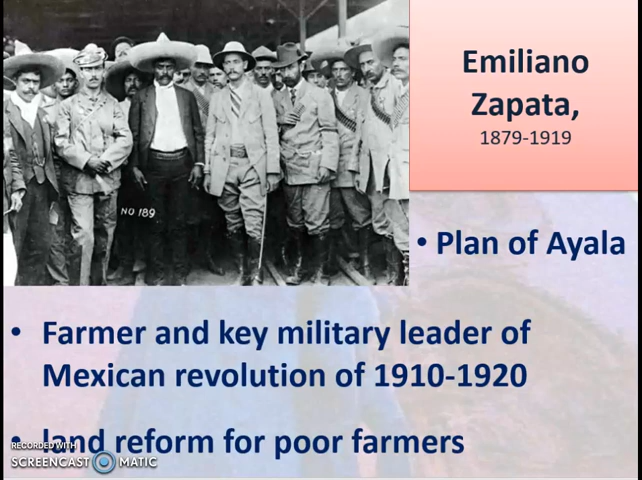 Emiliano
Zapata,
1879-1919
NO 189
• Plan of Ayala
• Farmer and key military leader of
Mexican revolution of 1910-1920
• land reform for poor farmers
RECORDED WITH
SCREENCAST MATIC